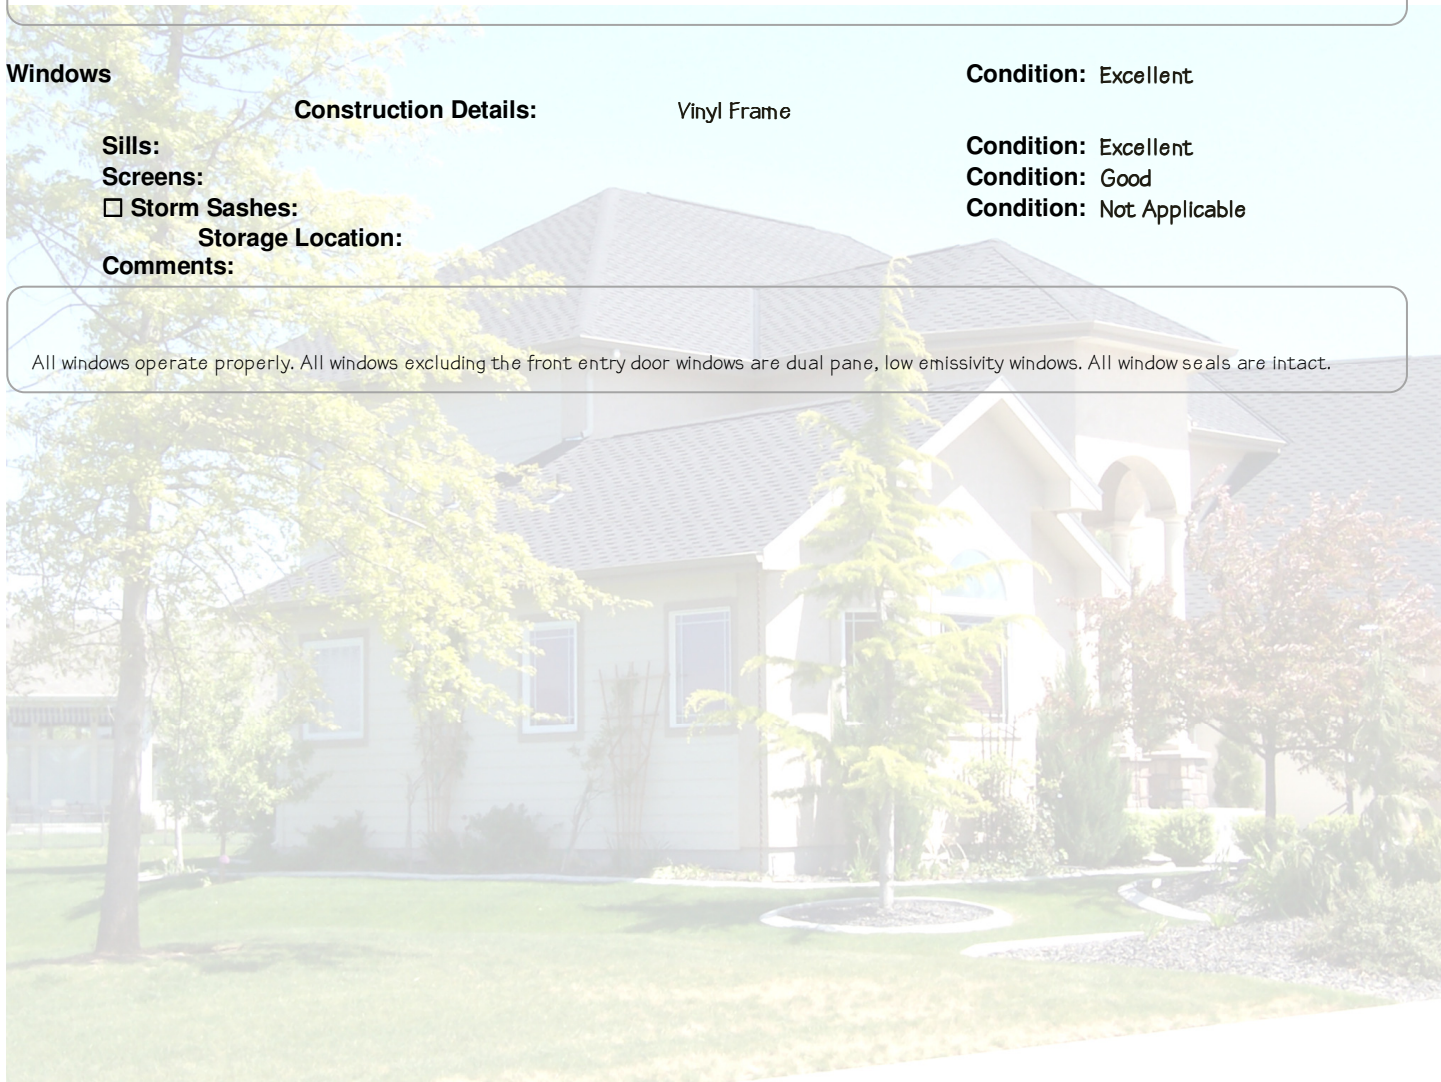 Windows Condition: Excellent
Construction Details: Vinyl Frame
Sills: Condition: Excellent
Screens: Condition: Good
☐ Storm Sashes: Condition: Not Applicable
Storage Location:
Comments:
All windows operate properly. All windows excluding the front entry door windows are dual pane, low emissivity windows. All window seals are intact.